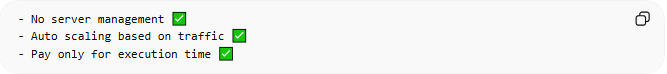 - No server management ✅
- Auto scaling based on traffic ✅
- Pay only for execution time ✅